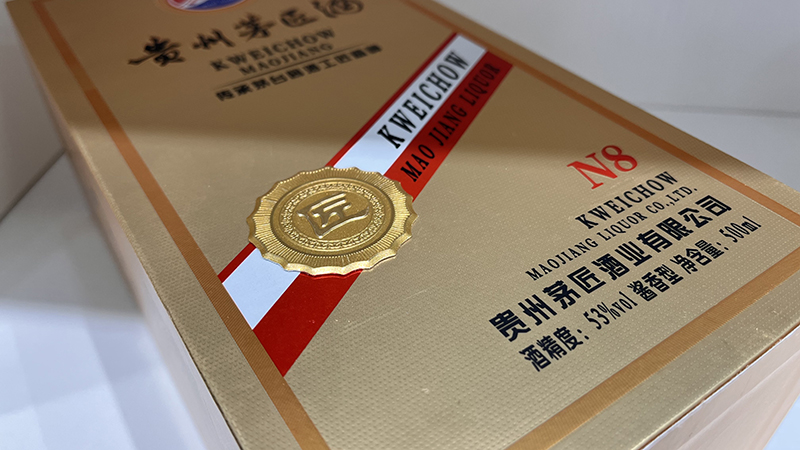 贵州茅匠酒
KWEICHOW
MAOJIANG
KWEICHOW
MAO JIANG LIQUOR
匠
N8
KWEICHOW
MAOJIANG LIQUOR CO.,LTD.
贵州茅匠酒业有限公司
酒精度：53%vol 酱香型 净含量：500ml